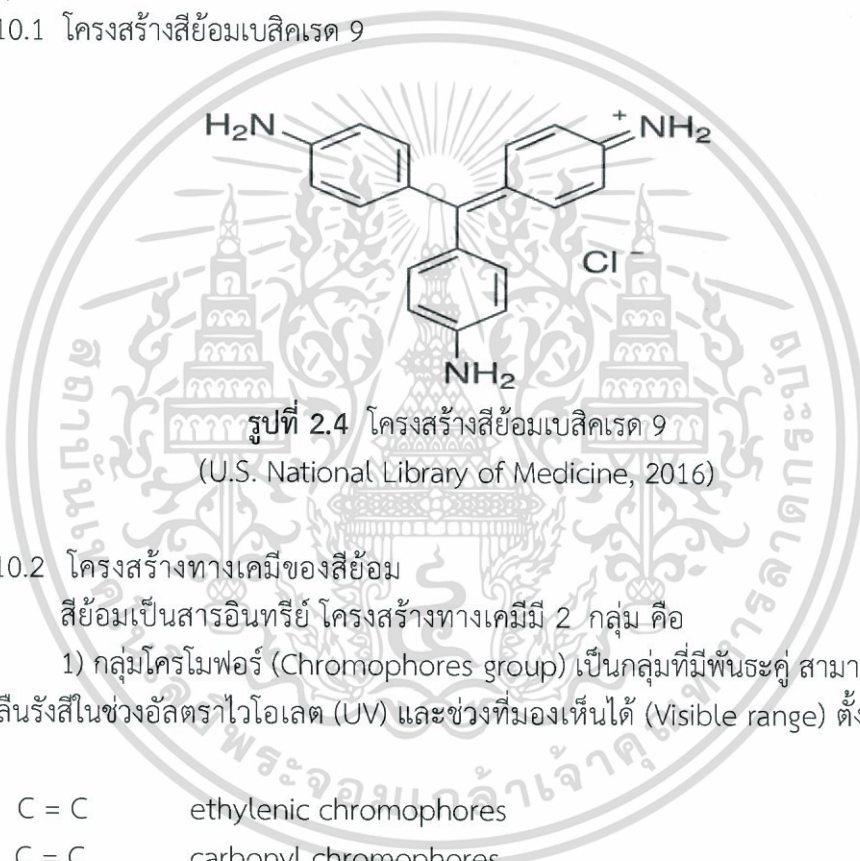 10.1 โครงสร้างสีย้อมเบสิคเรด 9
H₂N
+
NH₂
Cl⁻
NH₂
รูปที่ 2.4 โครงสร้างสีย้อมเบสิคเรด 9
(U.S. National Library of Medicine, 2016)
10.2 โครงสร้างทางเคมีของสีย้อม
สีย้อมเป็นสารอินทรีย์ โครงสร้างทางเคมีมี 2 กลุ่ม คือ
1) กลุ่มโครโมฟอร์ (Chromophores group) เป็นกลุ่มที่มีพันธะคู่ สามา
ลืนรังสีในช่วงอัลตราไวโอเลต (UV) และช่วงที่มองเห็นได้ (Visible range) ตั้ง
C = C ethylenic chromophores
C = C carbonyl chromophores